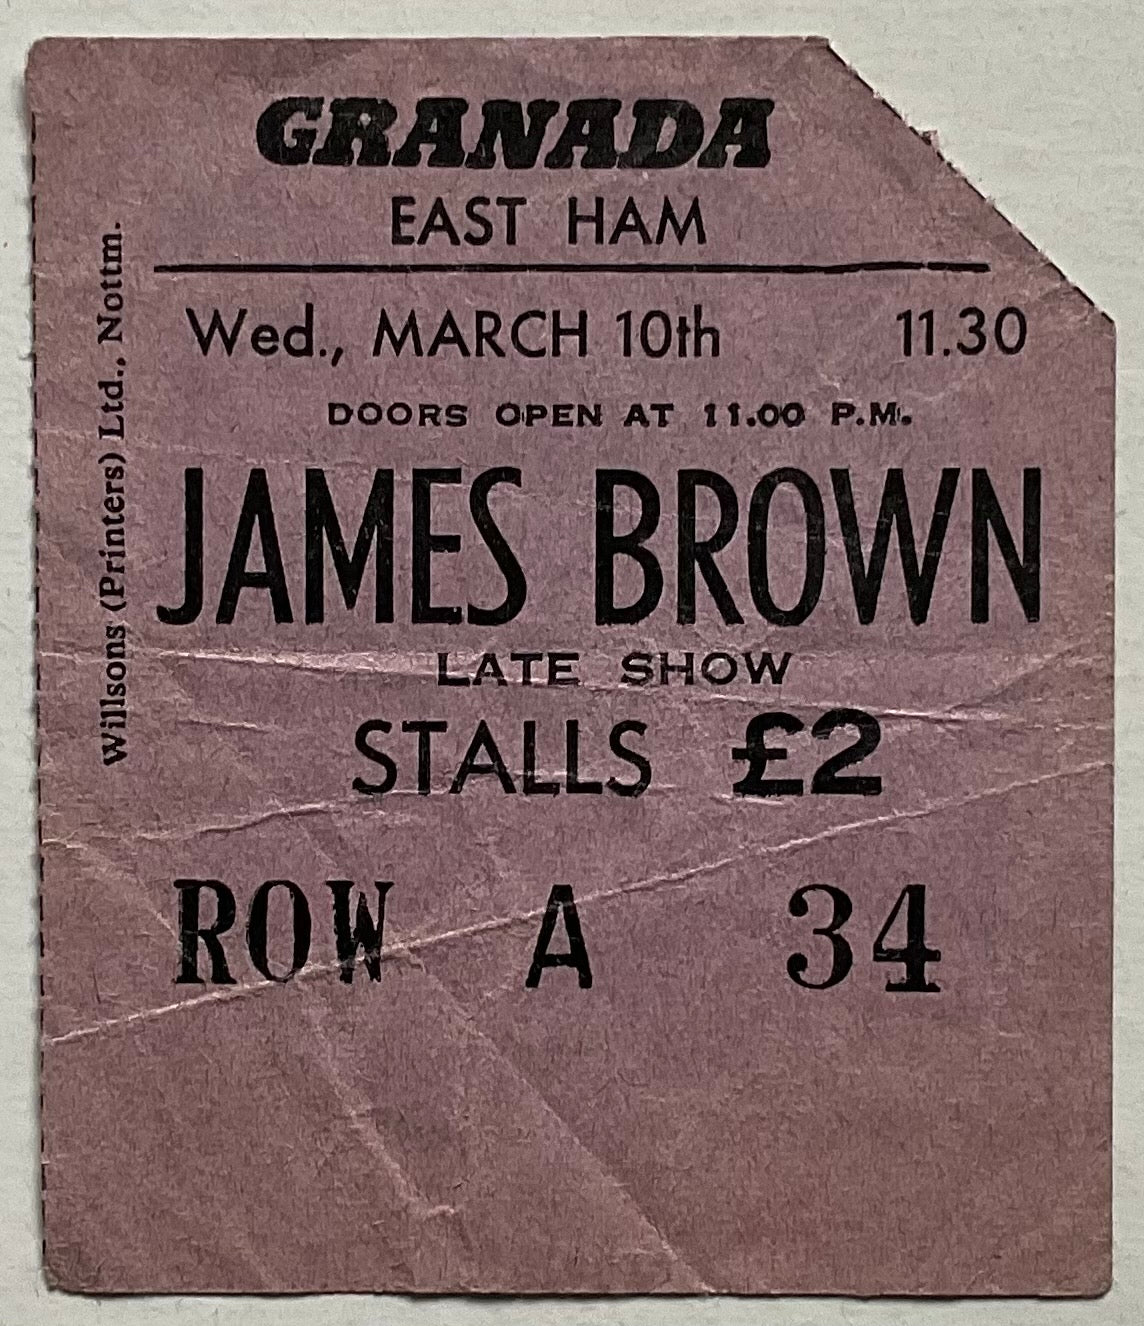 GRANADA
EAST HAM
Wed., MARCH 10th 11.30
DOORS OPEN AT 11.00 P.M.
JAMES BROWN
LATE SHOW
STALLS £2
ROW A 34
Willsons (Printers) Ltd., Nottm.